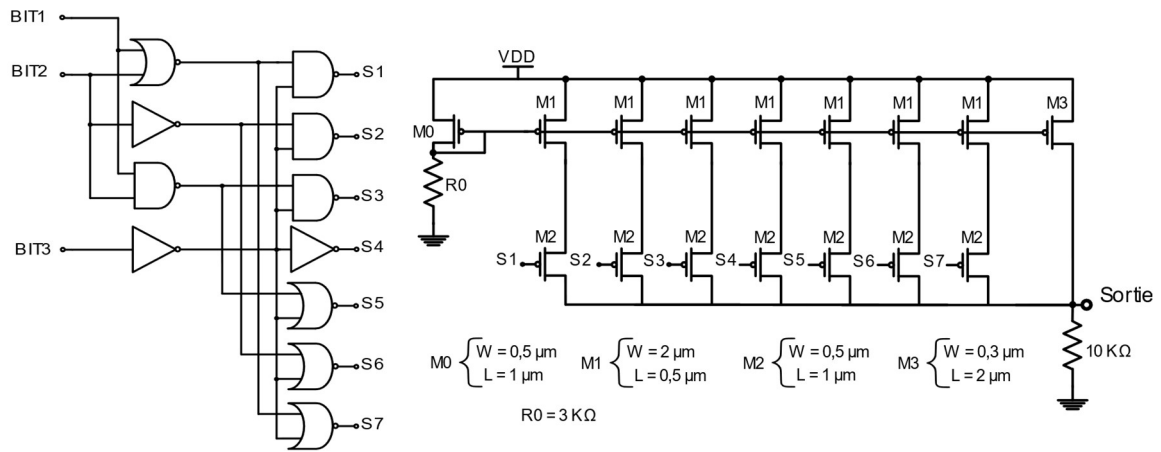 BIT1
BIT2
BIT3
S1
S2
S3
S4
S5
S6
S7
VDD
M0
R0
M1
M1
M1
M1
M1
M1
M1
M3
M2
M2
M2
M2
M2
M2
M2
S1
S2
S3
S4
S5
S6
S7
Sortie
10 KΩ
M0
W = 0,5 µm
L = 1 µm
M1
W = 2 µm
L = 0,5 µm
M2
W = 0,5 µm
L = 1 µm
M3
W = 0,3 µm
L = 2 µm
R0 = 3 KΩ